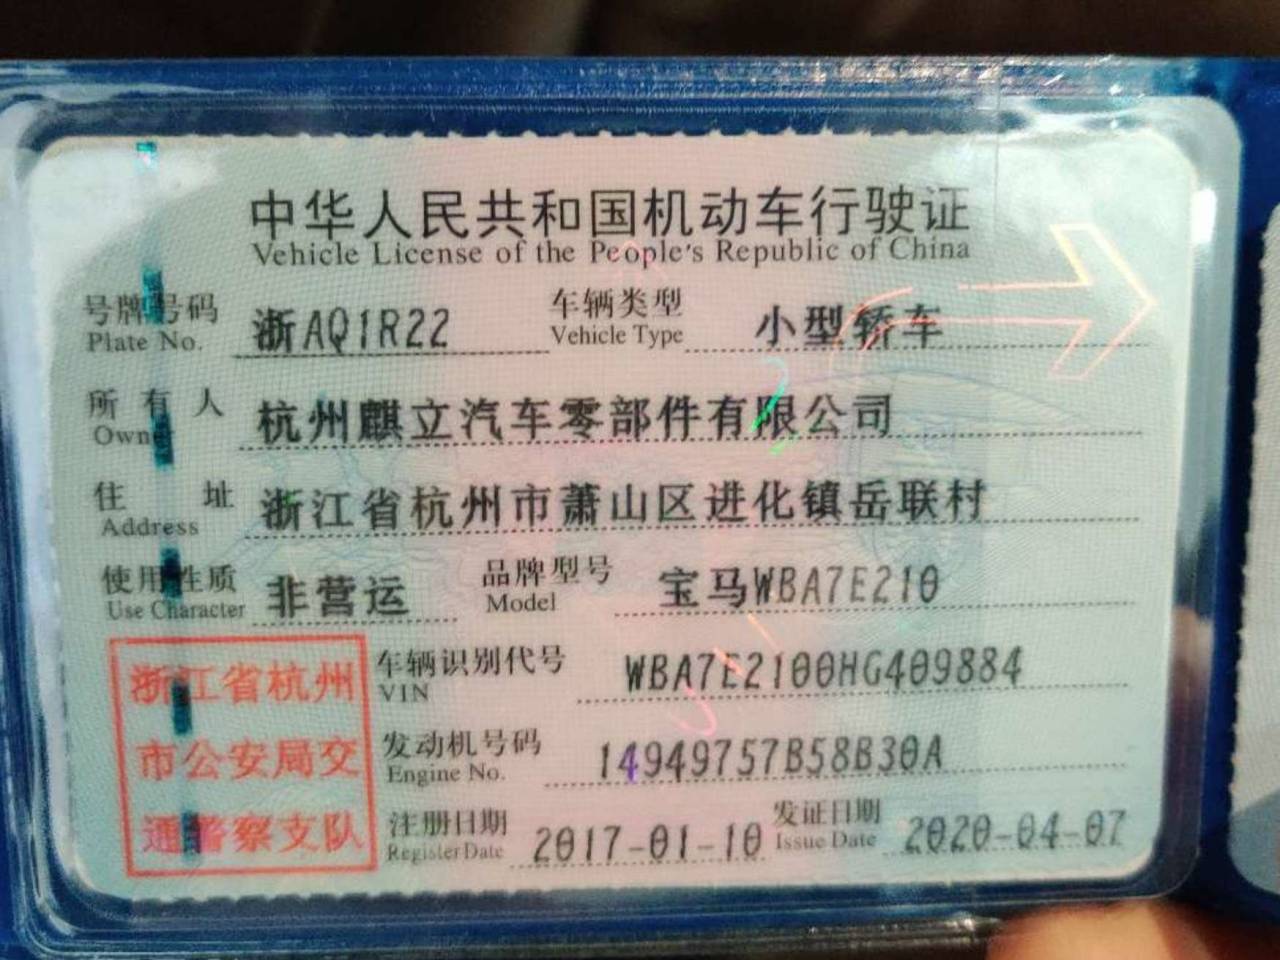 中华人民共和国机动车行驶证
Vehicle License of the People's Republic of China
号牌号码 浙AQ1R22 车辆类型 小型轿车
Plate No. Vehicle Type
所有人 杭州麒立汽车零部件有限公司
Owner
住址 浙江省杭州市萧山区进化镇岳联村
Address
使用性质 非营运 品牌型号 宝马WBA7E210
Use Character Model
浙江省杭州 车辆识别代号 WBA7E2100HG409884
VIN
市公安局交 发动机号码 14949757B58B30A
Engine No.
通警察支队 注册日期 2017-01-10 发证日期 2020-04-07
Register Date Issue Date